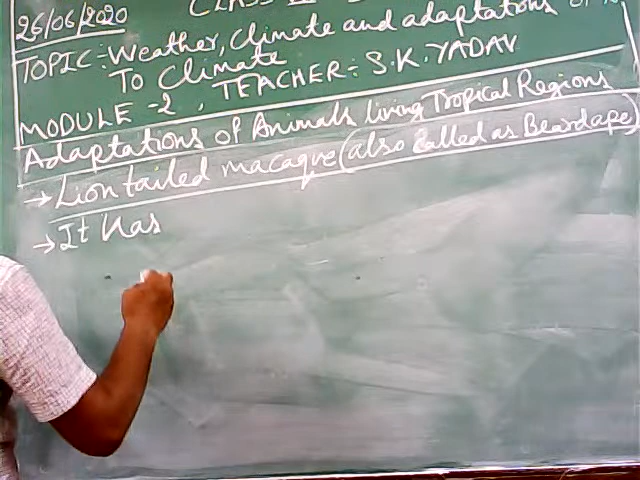 26/06/2020 CLASS
TOPIC:- Weather, Climate and adaptations of
To Climate
MODULE -2, TEACHER:- S.K. YADAV
Adaptations of Animals living Tropical Regions
→ Lion tailed macaque (also called as Beardape)
→ It has